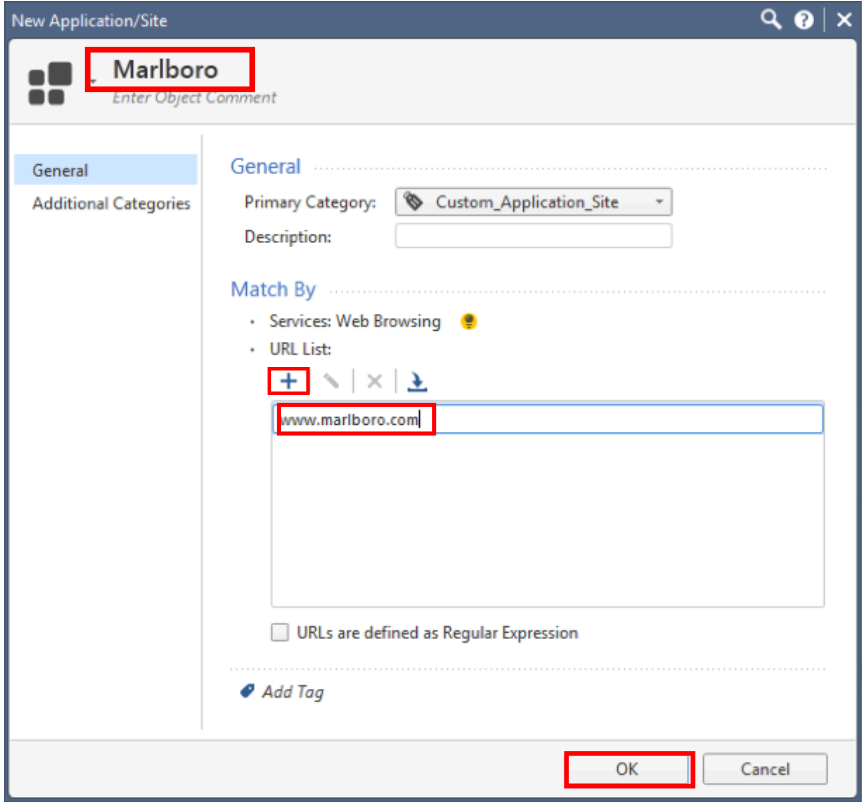 New Application/Site
Marlboro
Enter Object Comment
General
Additional Categories
General
Primary Category: Custom_Application_Site
Description:
Match By
• Services: Web Browsing
• URL List:
www.marlboro.com
URLs are defined as Regular Expression
Add Tag
OK Cancel